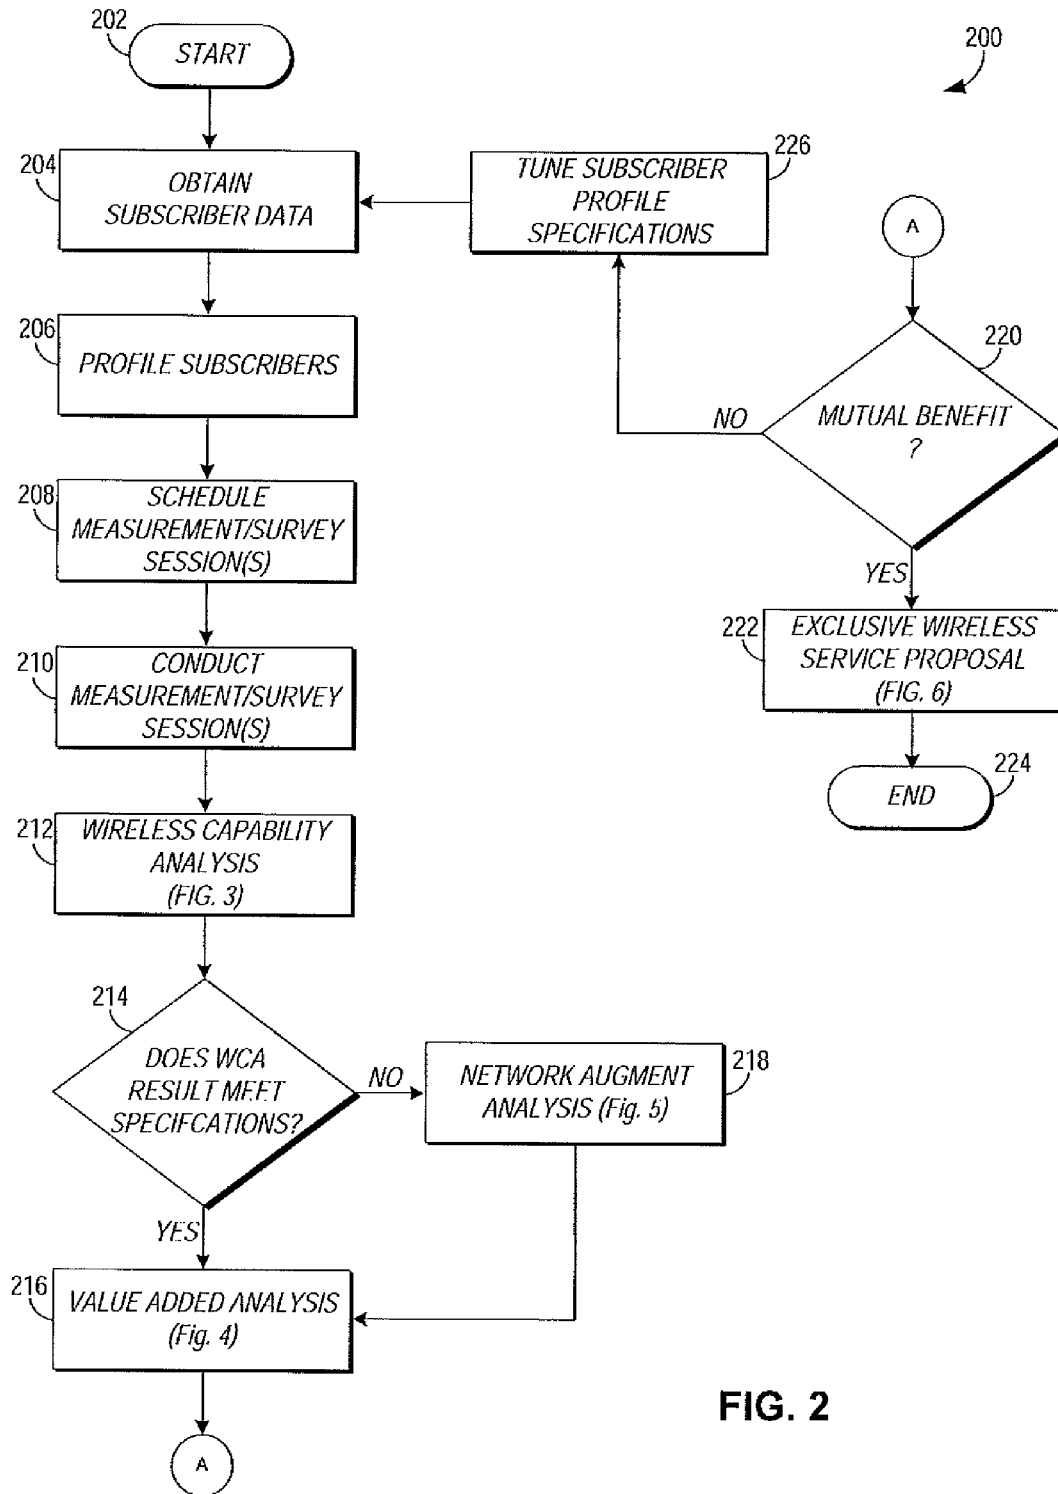 202
START
200
204
OBTAIN
SUBSCRIBER DATA
226
TUNE SUBSCRIBER
PROFILE
SPECIFICATIONS
A
206
PROFILE SUBSCRIBERS
220
MUTUAL BENEFIT
?
NO
YES
208
SCHEDULE
MEASUREMENT/SURVEY
SESSION(S)
222
EXCLUSIVE WIRELESS
SERVICE PROPOSAL
(FIG. 6)
210
CONDUCT
MEASUREMENT/SURVEY
SESSION(S)
224
END
212
WIRELESS CAPABILITY
ANALYSIS
(FIG. 3)
214
DOES WCA
RESULT MEET
SPECIFCATIONS?
NO
218
NETWORK AUGMENT
ANALYSIS (Fig. 5)
YES
216
VALUE ADDED ANALYSIS
(Fig. 4)
A
FIG. 2